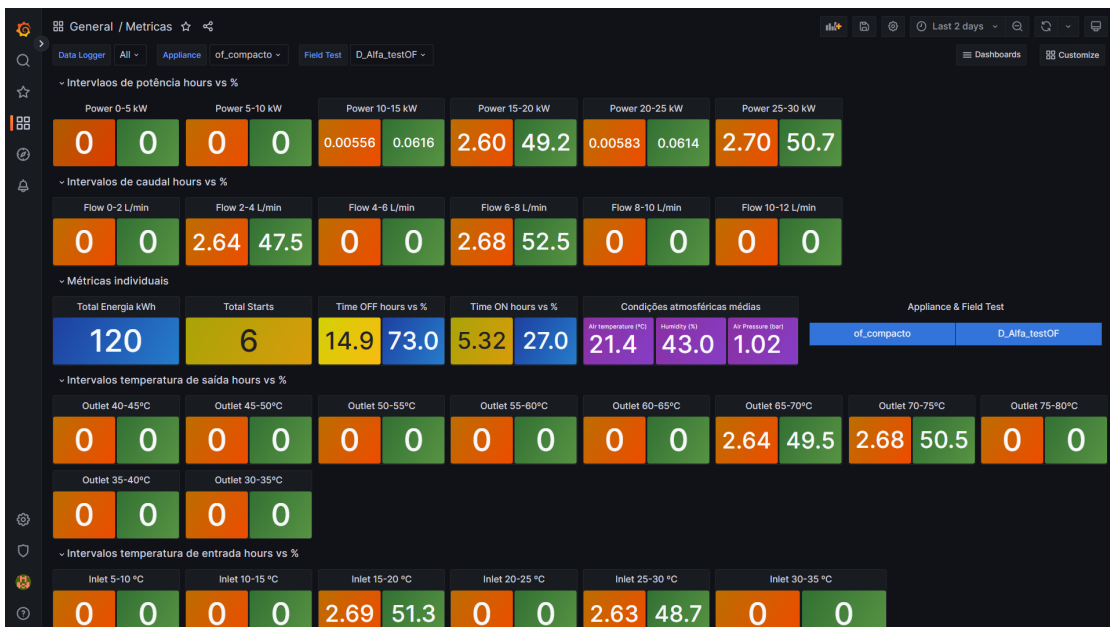 General / Metricas
Last 2 days
Data Logger All Appliance of_compacto Field Test D_Alfa_testOF
Dashboards Customize
Intervlaos de potência hours vs %
Power 0-5 kW Power 5-10 kW Power 10-15 kW Power 15-20 kW Power 20-25 kW Power 25-30 kW
0 0 0 0 0.00556 0.0616 2.60 49.2 0.00583 0.0614 2.70 50.7
Intervalos de caudal hours vs %
Flow 0-2 L/min Flow 2-4 L/min Flow 4-6 L/min Flow 6-8 L/min Flow 8-10 L/min Flow 10-12 L/min
0 0 2.64 47.5 0 0 2.68 52.5 0 0 0 0
Métricas individuais
Total Energia kWh Total Starts Time OFF hours vs % Time ON hours vs % Condições atmosféricas médias Appliance & Field Test
Air temperature (ºC) Humidity (%) Air Pressure (bar)
120 6 14.9 73.0 5.32 27.0 21.4 43.0 1.02
of_compacto D_Alfa_testOF
Intervalos temperatura de saída hours vs %
Outlet 40-45ºC Outlet 45-50ºC Outlet 50-55ºC Outlet 55-60ºC Outlet 60-65ºC Outlet 65-70ºC Outlet 70-75ºC Outlet 75-80ºC
0 0 0 0 0 0 0 0 0 0 2.64 49.5 2.68 50.5 0 0
Outlet 35-40ºC Outlet 30-35ºC
0 0 0 0
Intervalos temperatura de entrada hours vs %
Inlet 5-10 ºC Inlet 10-15 ºC Inlet 15-20 ºC Inlet 20-25 ºC Inlet 25-30 ºC Inlet 30-35 ºC
0 0 0 0 2.69 51.3 0 0 2.63 48.7 0 0